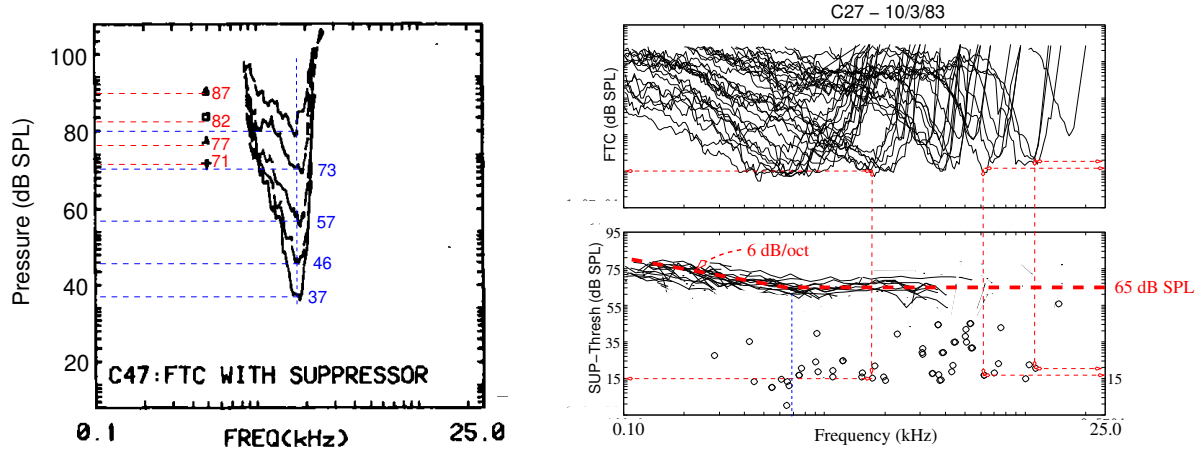 100
80
60
40
20
Pressure (dB SPL)
87
82
77
71
73
57
46
37
C47:FTC WITH SUPPRESSOR
0.1
FREQ(kHz)
25.0
C27 − 10/3/83
FTC (dB SPL)
95
75
55
35
15
SUP−Thresh (dB SPL)
6 dB/oct
65 dB SPL
15
0.10
Frequency (kHz)
25.0